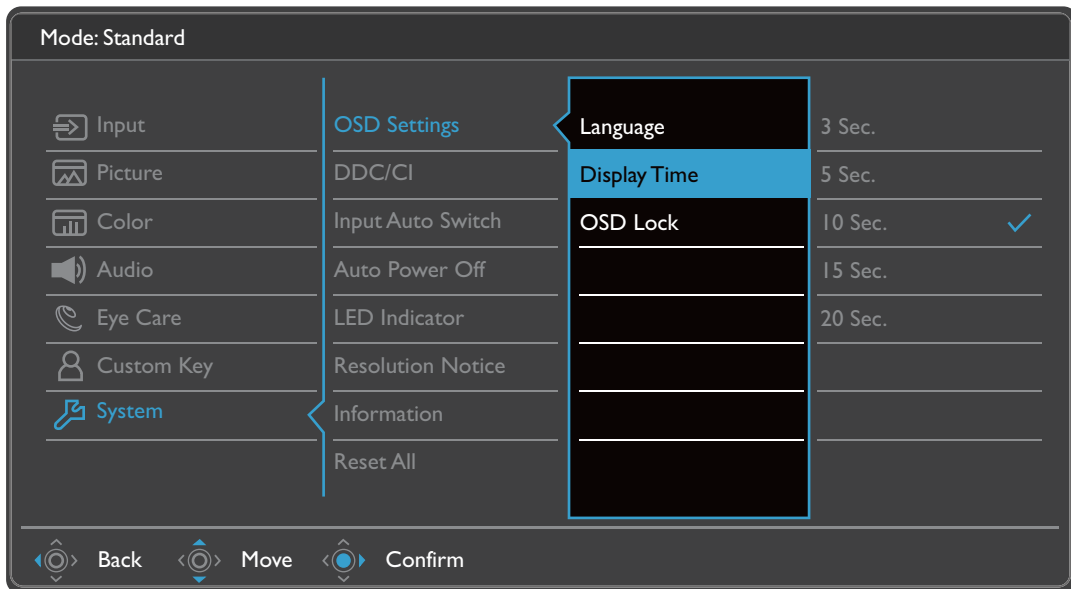 Mode: Standard
Input
Picture
Color
Audio
Eye Care
Custom Key
System
OSD Settings
DDC/CI
Input Auto Switch
Auto Power Off
LED Indicator
Resolution Notice
Information
Reset All
Language
Display Time
OSD Lock
3 Sec.
5 Sec.
10 Sec.
15 Sec.
20 Sec.
Back Move Confirm